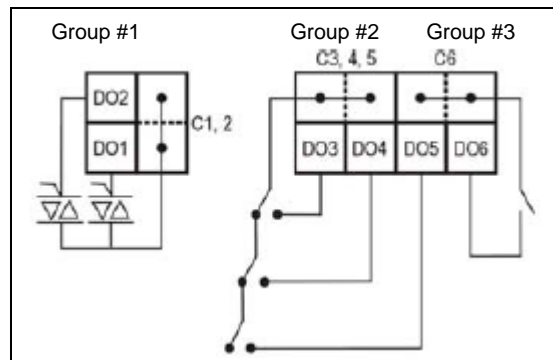 Group #1 Group #2 Group #3
C3, 4, 5 C6
DO2
C1, 2
DO1 DO3 DO4 DO5 DO6